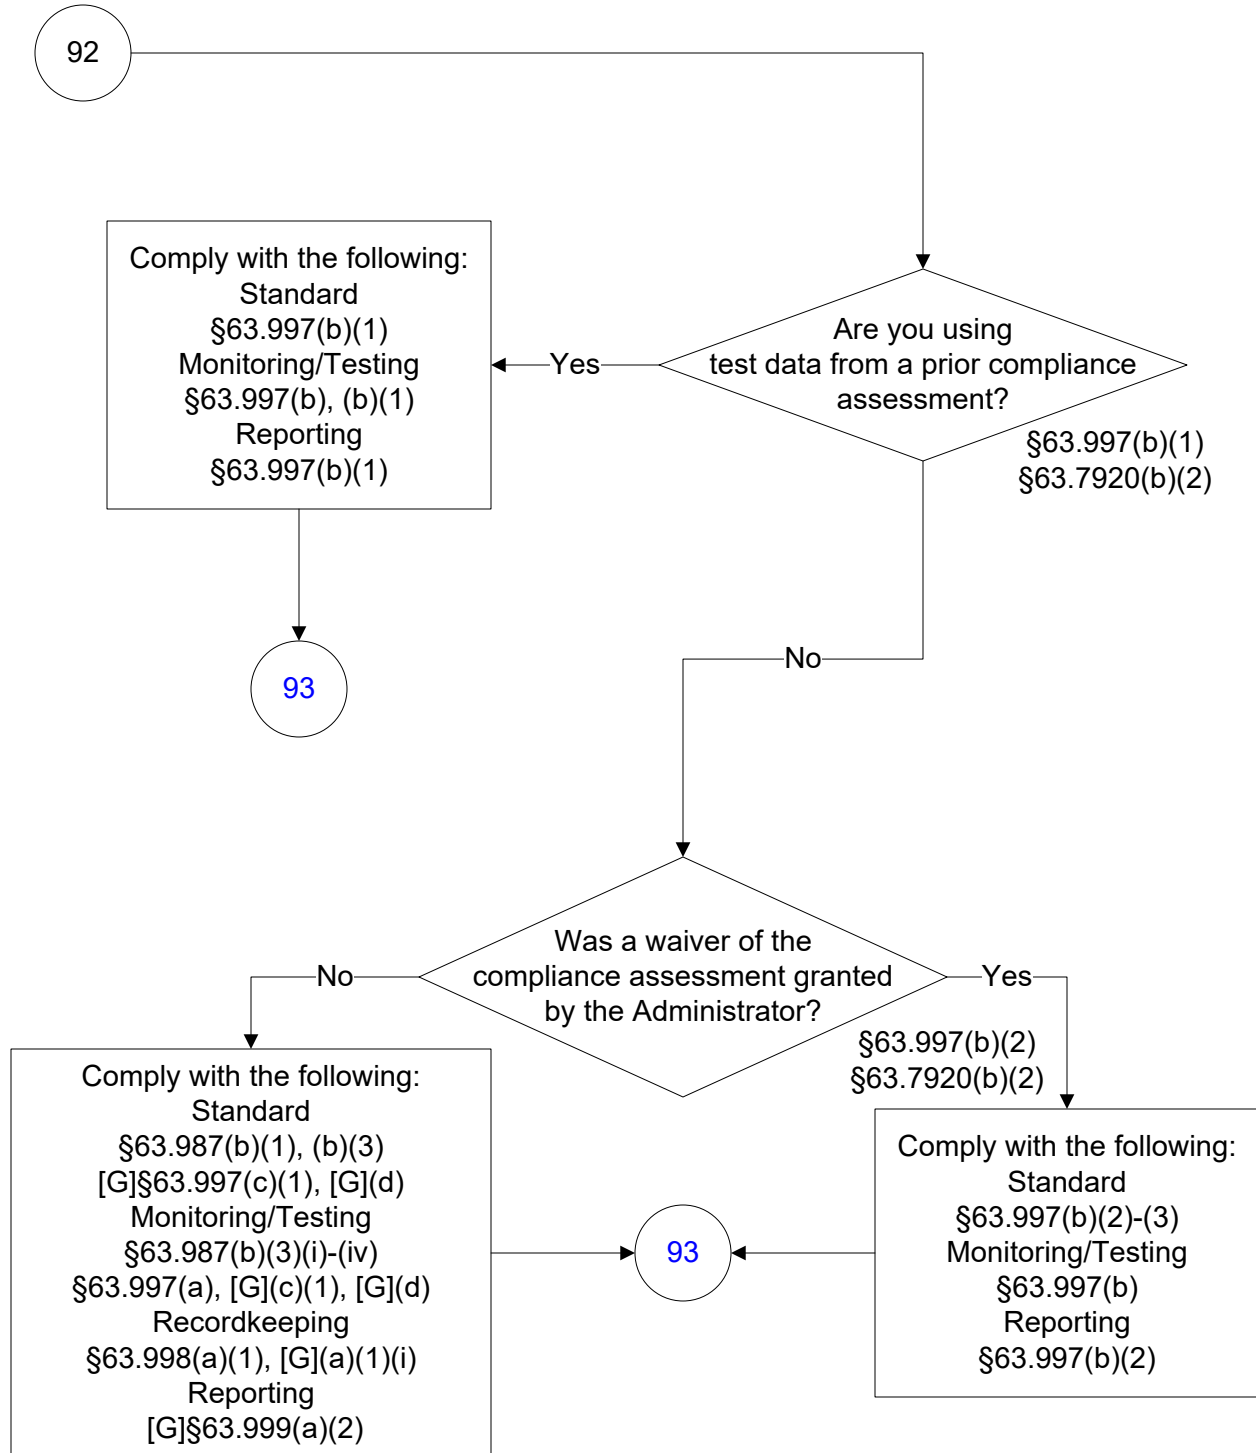 92
Comply with the following:
Standard
§63.997(b)(1)
Monitoring/Testing
§63.997(b), (b)(1)
Reporting
§63.997(b)(1)
Yes
Are you using
test data from a prior compliance
assessment?
§63.997(b)(1)
§63.7920(b)(2)
No
93
Was a waiver of the
compliance assessment granted
by the Administrator?
§63.997(b)(2)
§63.7920(b)(2)
No
Yes
Comply with the following:
Standard
§63.987(b)(1), (b)(3)
[G]§63.997(c)(1), [G](d)
Monitoring/Testing
§63.987(b)(3)(i)-(iv)
§63.997(a), [G](c)(1), [G](d)
Recordkeeping
§63.998(a)(1), [G](a)(1)(i)
Reporting
[G]§63.999(a)(2)
93
Comply with the following:
Standard
§63.997(b)(2)-(3)
Monitoring/Testing
§63.997(b)
Reporting
§63.997(b)(2)